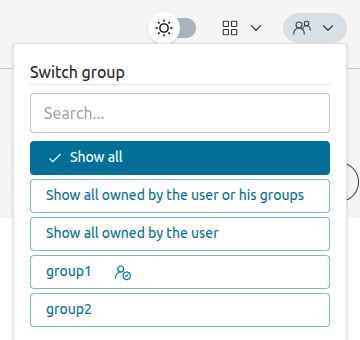 Switch group
Search...
Show all
Show all owned by the user or his groups
Show all owned by the user
group1
group2